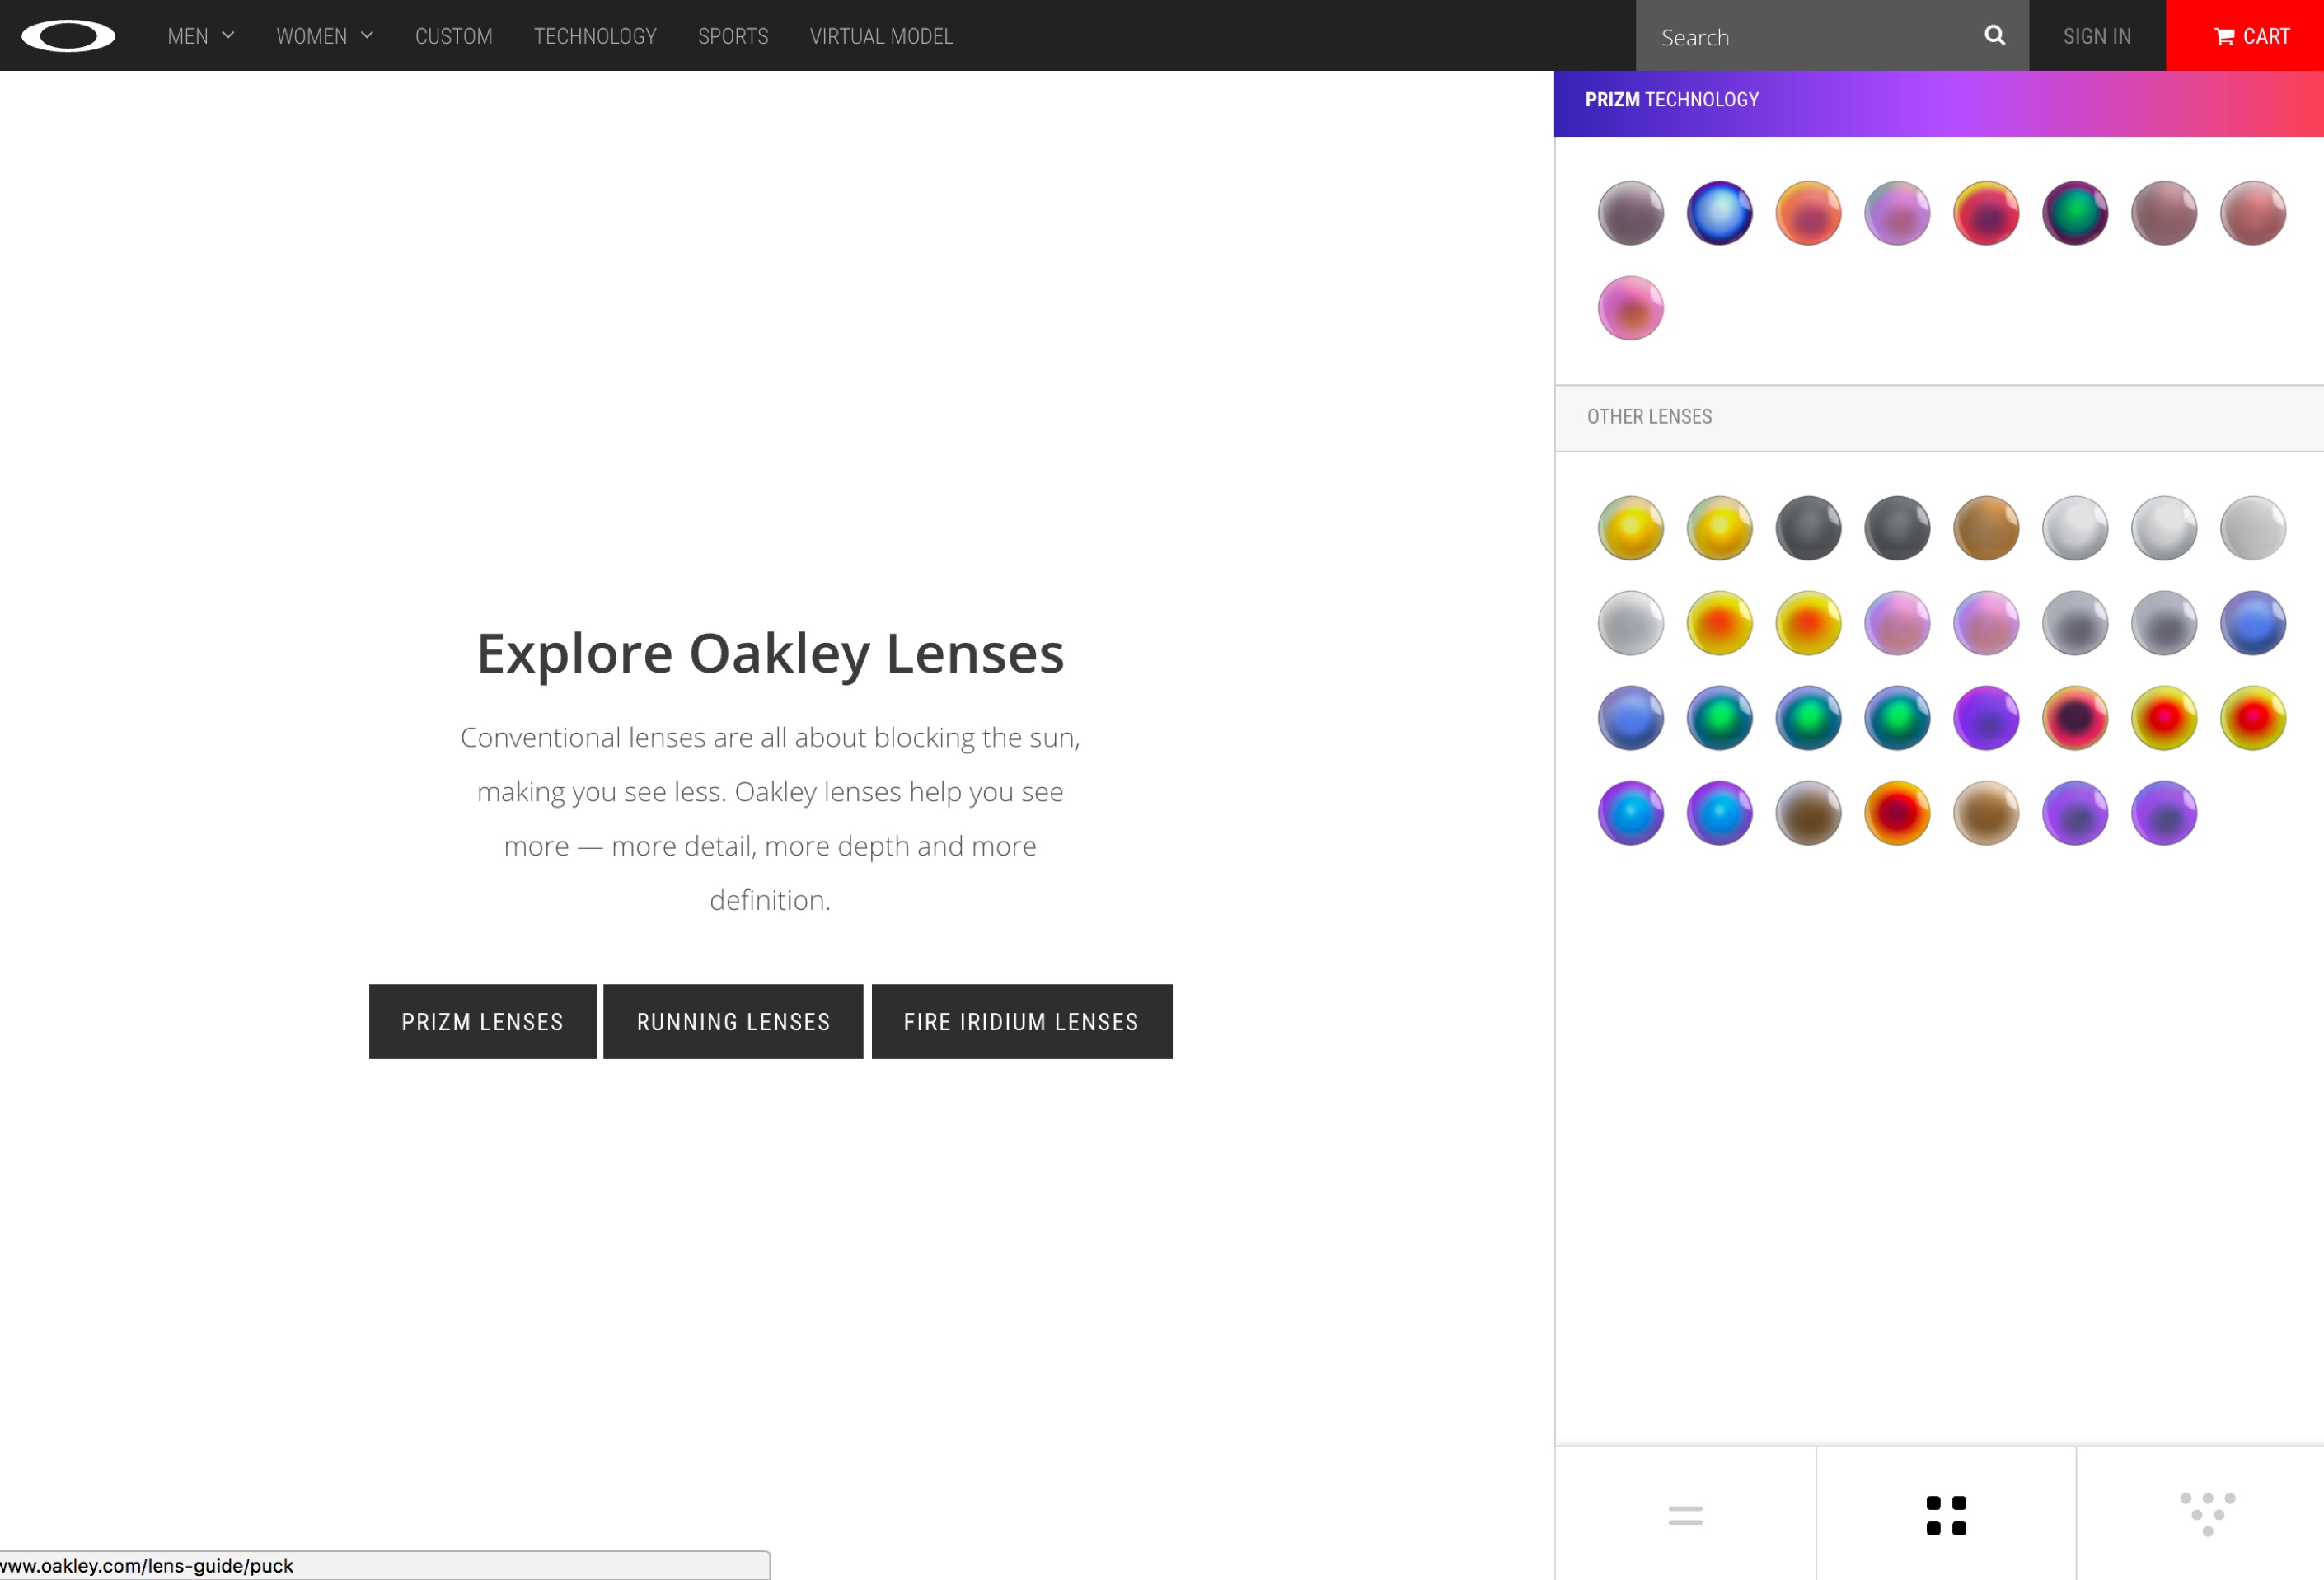 MEN
WOMEN
CUSTOM
TECHNOLOGY
SPORTS
VIRTUAL MODEL
Search
SIGN IN
CART
PRIZM TECHNOLOGY
OTHER LENSES
Explore Oakley Lenses
Conventional lenses are all about blocking the sun,
making you see less. Oakley lenses help you see
more — more detail, more depth and more
definition.
PRIZM LENSES
RUNNING LENSES
FIRE IRIDIUM LENSES
www.oakley.com/lens-guide/puck